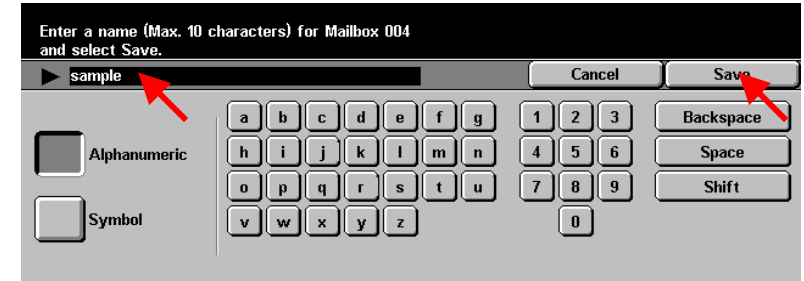 Enter a name (Max. 10 characters) for Mailbox 004
and select Save.
sample
Cancel
Save
a b c d e f g 1 2 3 Backspace
Alphanumeric h i j k l m n 4 5 6 Space
o p q r s t u 7 8 9 Shift
Symbol v w x y z 0